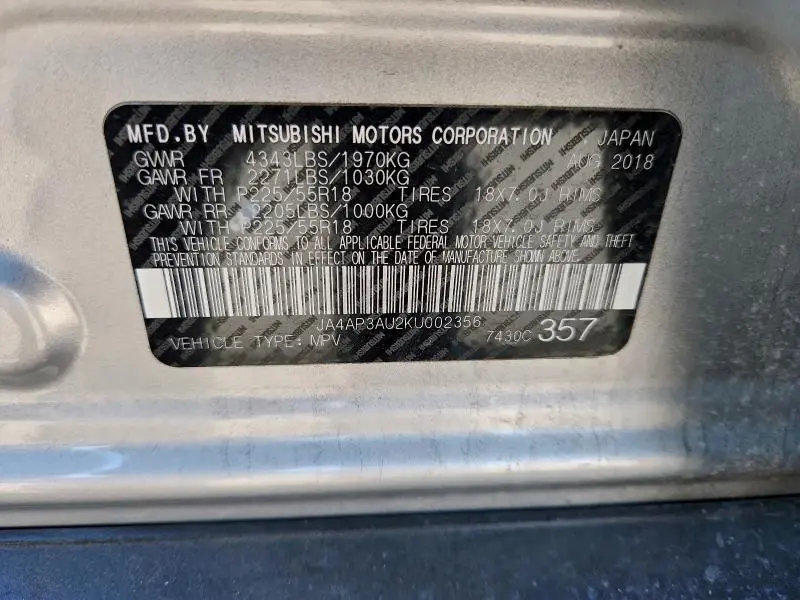 MFD.BY MITSUBISHI MOTORS CORPORATION JAPAN
GVWR 4343LBS/1970KG AUG 2018
GAWR FR 2271LBS/1030KG
WITH P225/55R18 TIRES 18X7.0J RIMS
GAWR RR 2205LBS/1000KG
WITH P225/55R18 TIRES 18X7.0J RIMS
THIS VEHICLE CONFORMS TO ALL APPLICABLE FEDERAL MOTOR VEHICLE SAFETY AND THEFT
PREVENTION STANDARDS IN EFFECT ON THE DATE OF MANUFACTURE SHOWN ABOVE.
JA4AP3AU2KU002356
VEHICLE TYPE: MPV 7430C 357